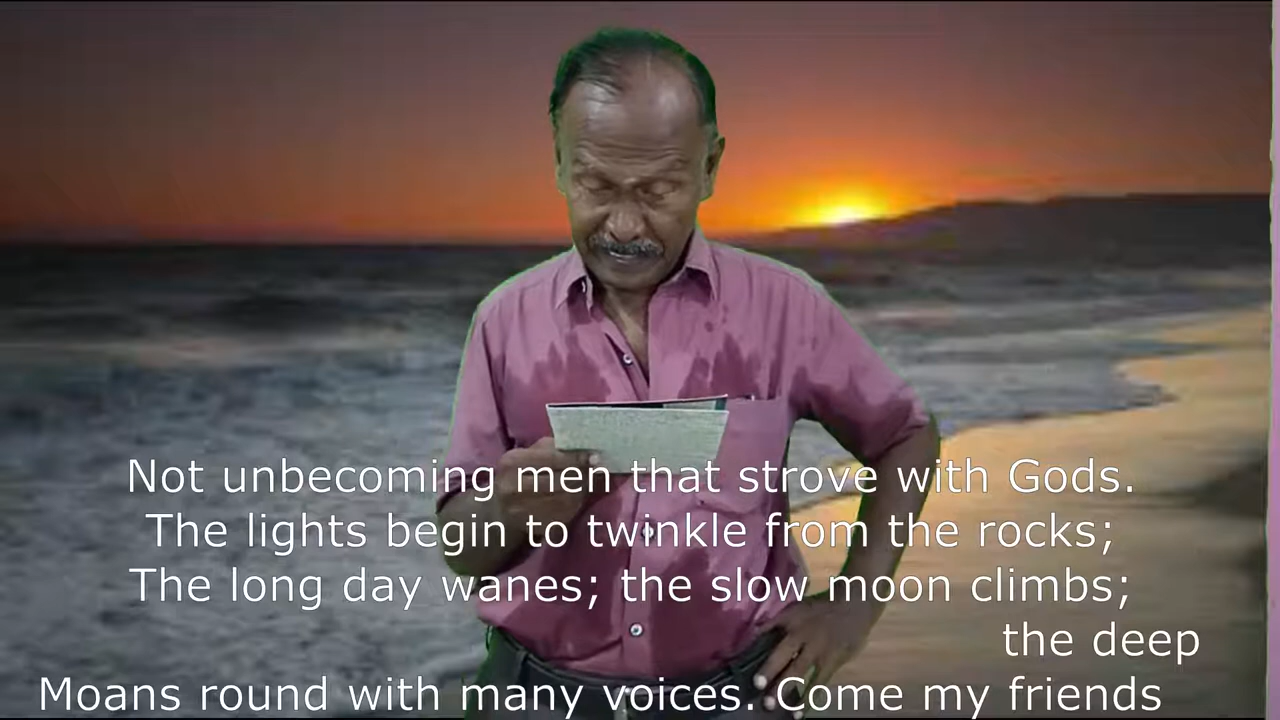 Not unbecoming men that strove with Gods.
The lights begin to twinkle from the rocks;
The long day wanes; the slow moon climbs;
the deep
Moans round with many voices. Come my friends